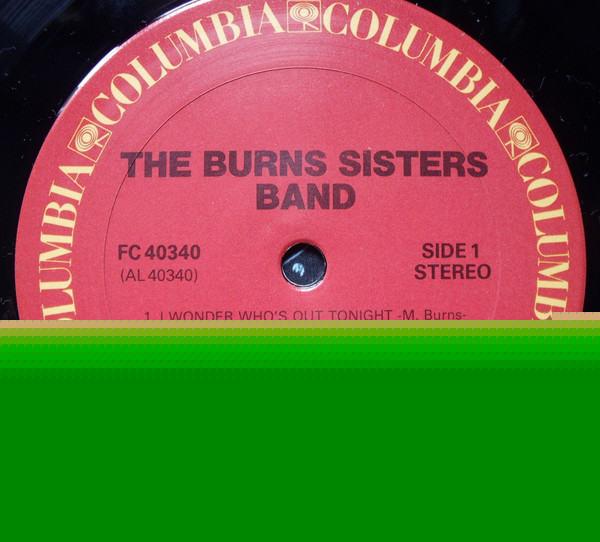 COLUMBIA COLUMBIA COLUMBIA COLUMB
THE BURNS SISTERS
BAND
FC 40340
(AL 40340)
SIDE 1
STEREO
1. I WONDER WHO'S OUT TONIGHT -M. Burns-